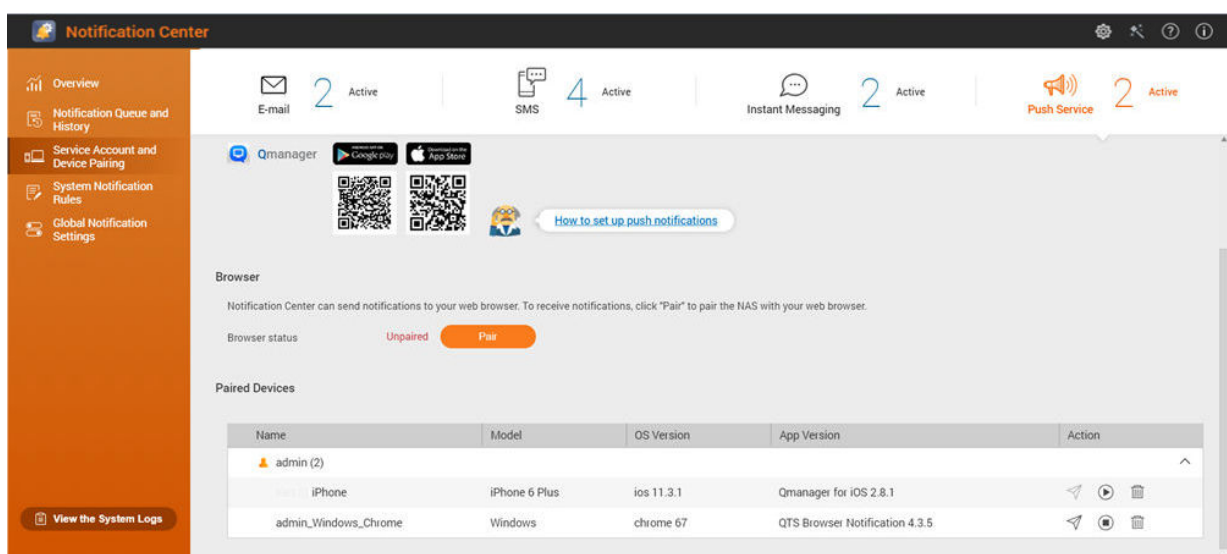 Notification Center
Overview
Notification Queue and
History
Service Account and
Device Pairing
System Notification
Rules
Global Notification
Settings
View the System Logs
E-mail
2
Active
SMS
4
Active
Instant Messaging
2
Active
Push Service
2
Active
Qmanager
Google play
App Store
How to set up push notifications
Browser
Notification Center can send notifications to your web browser. To receive notifications, click "Pair" to pair the NAS with your web browser.
Browser status Unpaired Pair
Paired Devices
Name Model OS Version App Version Action
admin (2)
iPhone iPhone 6 Plus ios 11.3.1 Qmanager for iOS 2.8.1
admin_Windows_Chrome Windows chrome 67 QTS Browser Notification 4.3.5